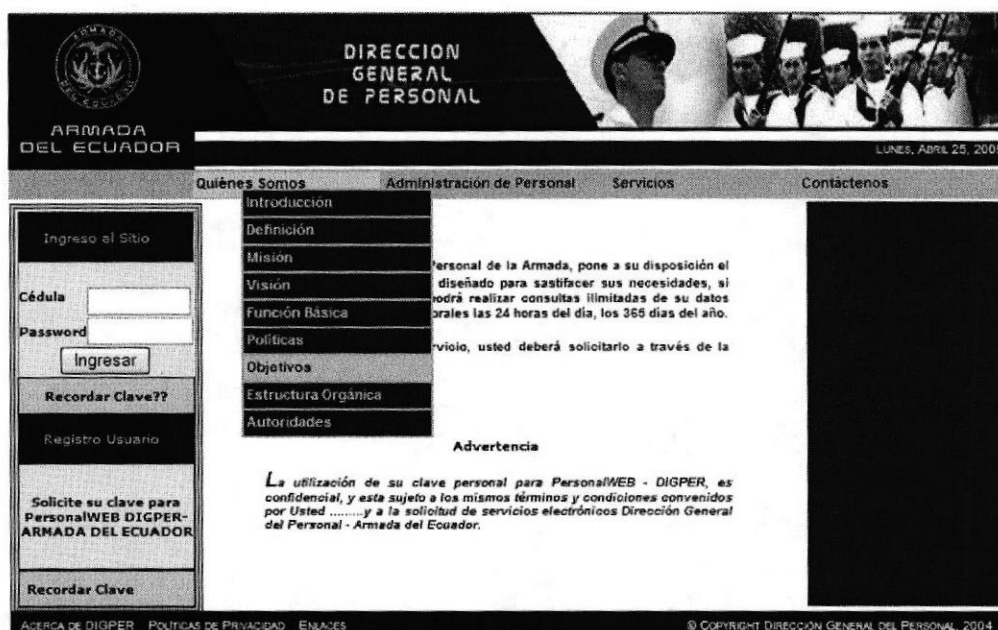 ARMADA
DEL ECUADOR
DIRECCION
GENERAL
DE PERSONAL
ARMADA
DEL ECUADOR
LUNES, ABRIL 25, 200
Quiénes Somos
Administración de Personal
Servicios
Contáctenos
Introducción
Definición
Misión
Visión
Función Básica
Políticas
Objetivos
Estructura Orgánica
Autoridades
Ingreso al Sitio
Cédula
Password
Ingresar
Recordar Clave??
Registro Usuario
Solicite su clave para
PersonalWEB DIGPER-
ARMADA DEL ECUADOR
Recordar Clave
ersonal de la Armada, pone a su disposición el
diseñado para sastifacer sus necesidades, si
podrá realizar consultas ilimitadas de su datos
orales las 24 horas del día, los 365 días del año.
rvicio, usted deberá solicitarlo a través de la
Advertencia
La utilización de su clave personal para PersonalWEB - DIGPER, es
confidencial, y esta sujeto a los mismos términos y condiciones convenidos
por Usted ........y a la solicitud de servicios electrónicos Dirección General
del Personal - Armada del Ecuador.
ACERCA DE DIGPER POLÍTICAS DE PRIVACIDAD ENLACES
© COPYRIGHT DIRECCIÓN GENERAL DEL PERSONAL, 2004